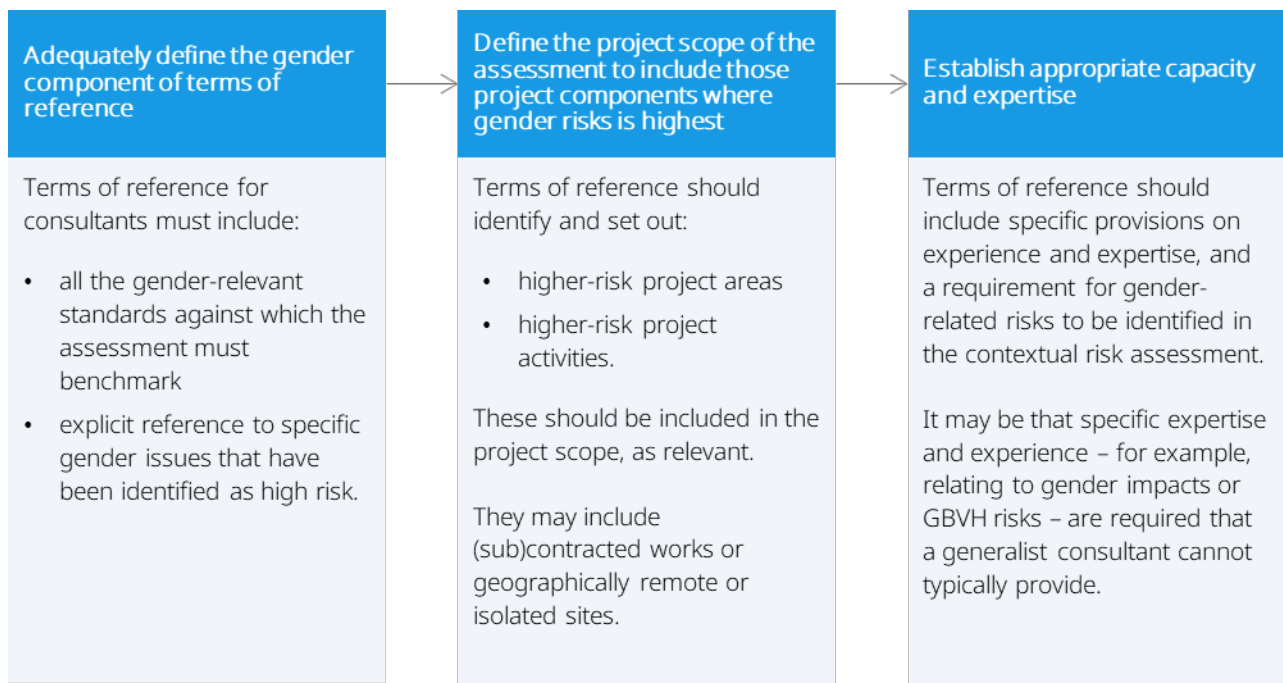 Adequately define the gender
component of terms of
reference
Terms of reference for
consultants must include:
• all the gender-relevant
standards against which the
assessment must
benchmark
• explicit reference to specific
gender issues that have
been identified as high risk.
Define the project scope of the
assessment to include those
project components where
gender risks is highest
Terms of reference should
identify and set out:
• higher-risk project areas
• higher-risk project
activities.
These should be included in the
project scope, as relevant.
They may include
(sub)contracted works or
geographically remote or
isolated sites.
Establish appropriate capacity
and expertise
Terms of reference should
include specific provisions on
experience and expertise, and
a requirement for gender-
related risks to be identified in
the contextual risk assessment.
It may be that specific expertise
and experience – for example,
relating to gender impacts or
GBVH risks – are required that
a generalist consultant cannot
typically provide.